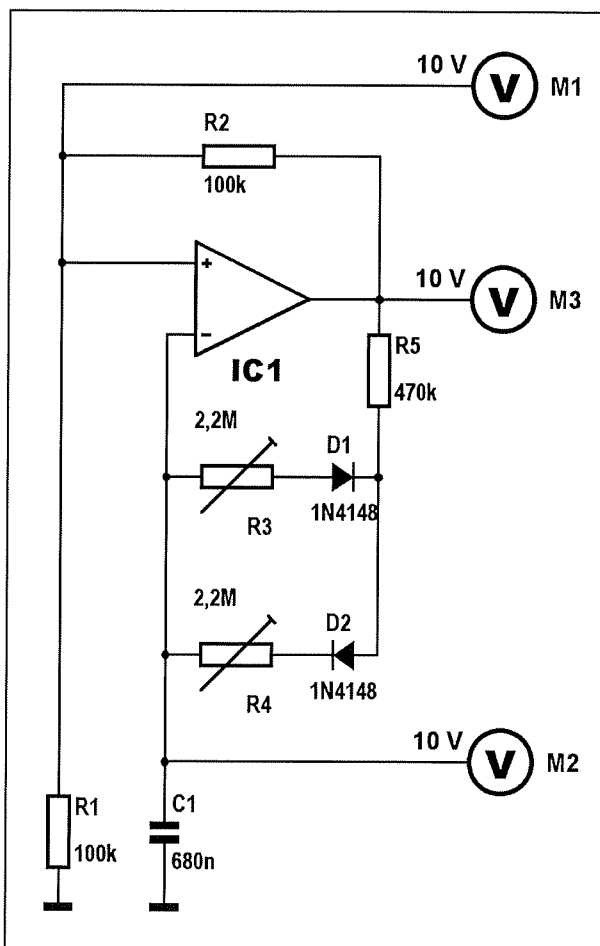 10 V
V
M1
R2
100k
+
10 V
V
M3
−
IC1
R5
470k
2,2M
D1
1N4148
R3
2,2M
D2
1N4148
R4
10 V
V
M2
R1
100k
C1
680n